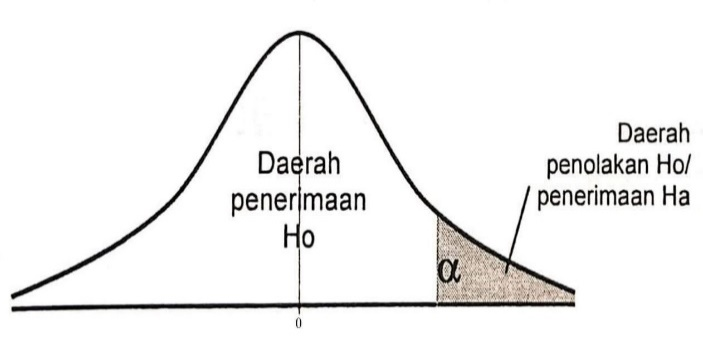 Daerah
penerimaan
Ho
Daerah
penolakan Ho/
penerimaan Ha
α
0